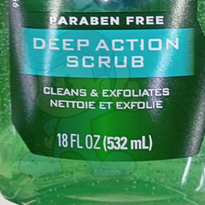 PARABEN FREE
DEEP ACTION
SCRUB
CLEANS & EXFOLIATES
NETTOIE ET EXFOLIE
18 FL OZ (532 mL)